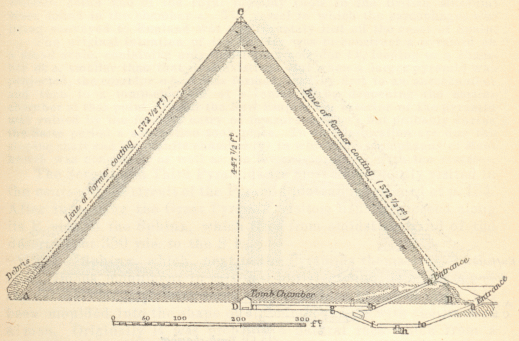 C
Line of former coating (572 1/2 ft)
Line of former coating (572 1/2 ft)
447 1/2 ft
Debris
Entrance
Entrance
A
Tomb Chamber
B
D
g
h
0 50 100 200 300 ft